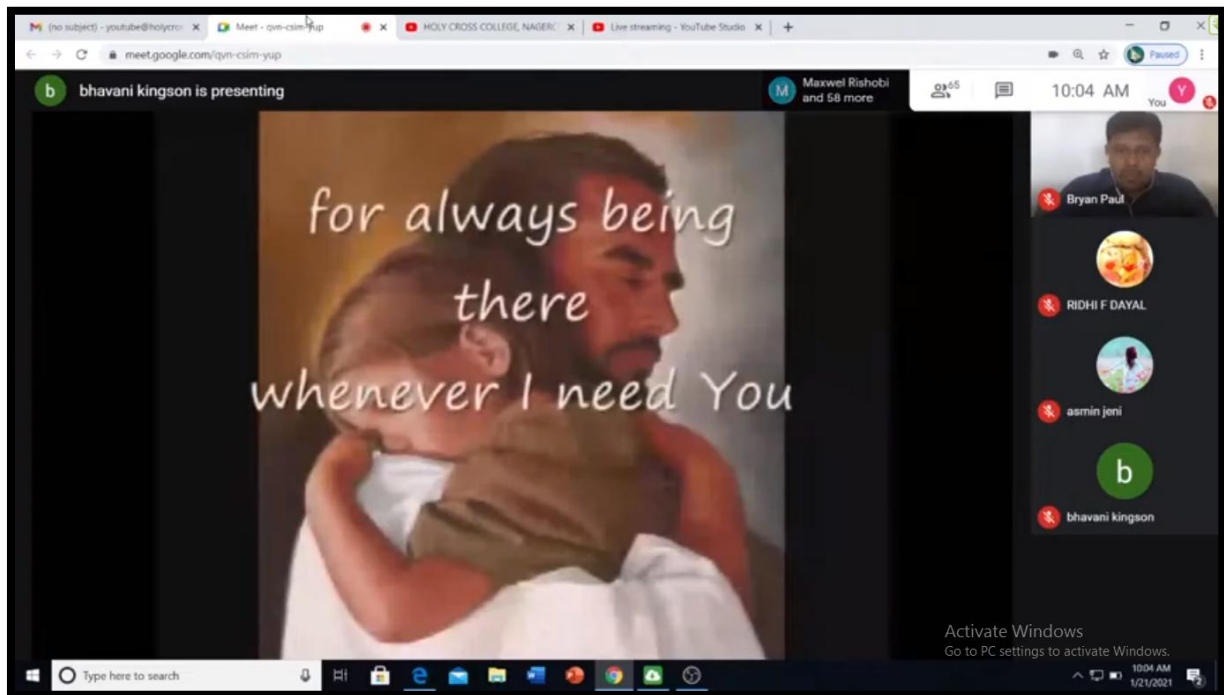 (no subject) - youtube@holycro
Meet - qvn-csim-yup
HOLY CROSS COLLEGE, NAGERC
Live streaming - YouTube Studio
meet.google.com/qvn-csim-yup
Paused
b
bhavani kingson is presenting
M
Maxwel Rishobi
and 58 more
65
10:04 AM
You
Y
for always being
there
whenever I need You
Bryan Paul
RIDHI F DAYAL
asmin jeni
b
bhavani kingson
Activate Windows
Go to PC settings to activate Windows.
Type here to search
10:04 AM
1/21/2021
2